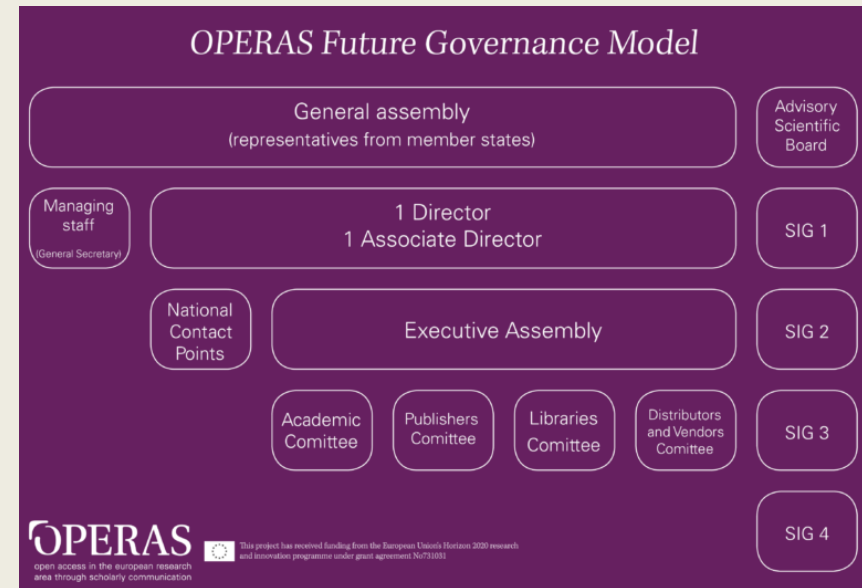 OPERAS Future Governance Model
General assembly
(representatives from member states)
Advisory
Scientific
Board
Managing
staff
(General Secretary)
1 Director
1 Associate Director
SIG 1
National
Contact
Points
Executive Assembly
SIG 2
Academic
Comittee
Publishers
Comittee
Libraries
Comittee
Distributors
and Vendors
Comittee
SIG 3
SIG 4
OPERAS
open access in the european research
area through scholarly communication
This project has received funding from the European Union's Horizon 2020 research
and innovation programme under grant agreement No731031